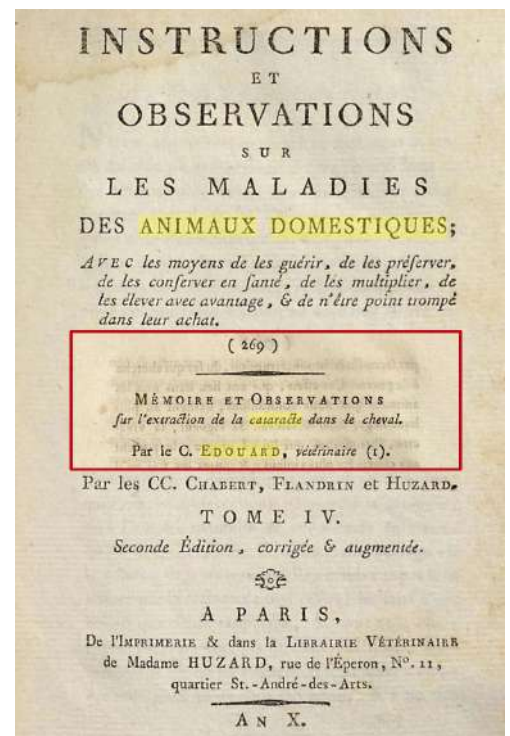 INSTRUCTIONS
ET
OBSERVATIONS
SUR
LES MALADIES
DES ANIMAUX DOMESTIQUES;
AVEC les moyens de les guérir, de les préſerver,
de les conſerver en ſanté, de les multiplier, de
les élever avec avantage, & de n'être point trompé
dans leur achat.
( 269 )
MÉMOIRE ET OBSERVATIONS
ſur l'extraction de la cataracte dans le cheval.
Par le C. EDOUARD, vétérinaire (1).
Par les CC. CHABERT, FLANDRIN et HUZARD.
TOME IV.
Seconde Édition, corrigée & augmentée.
A PARIS,
De l'IMPRIMERIE & dans la LIBRAIRIE VÉTÉRINAIRE
de Madame HUZARD, rue de l'Éperon, N°. 11,
quartier St.-André-des-Arts.
AN X.